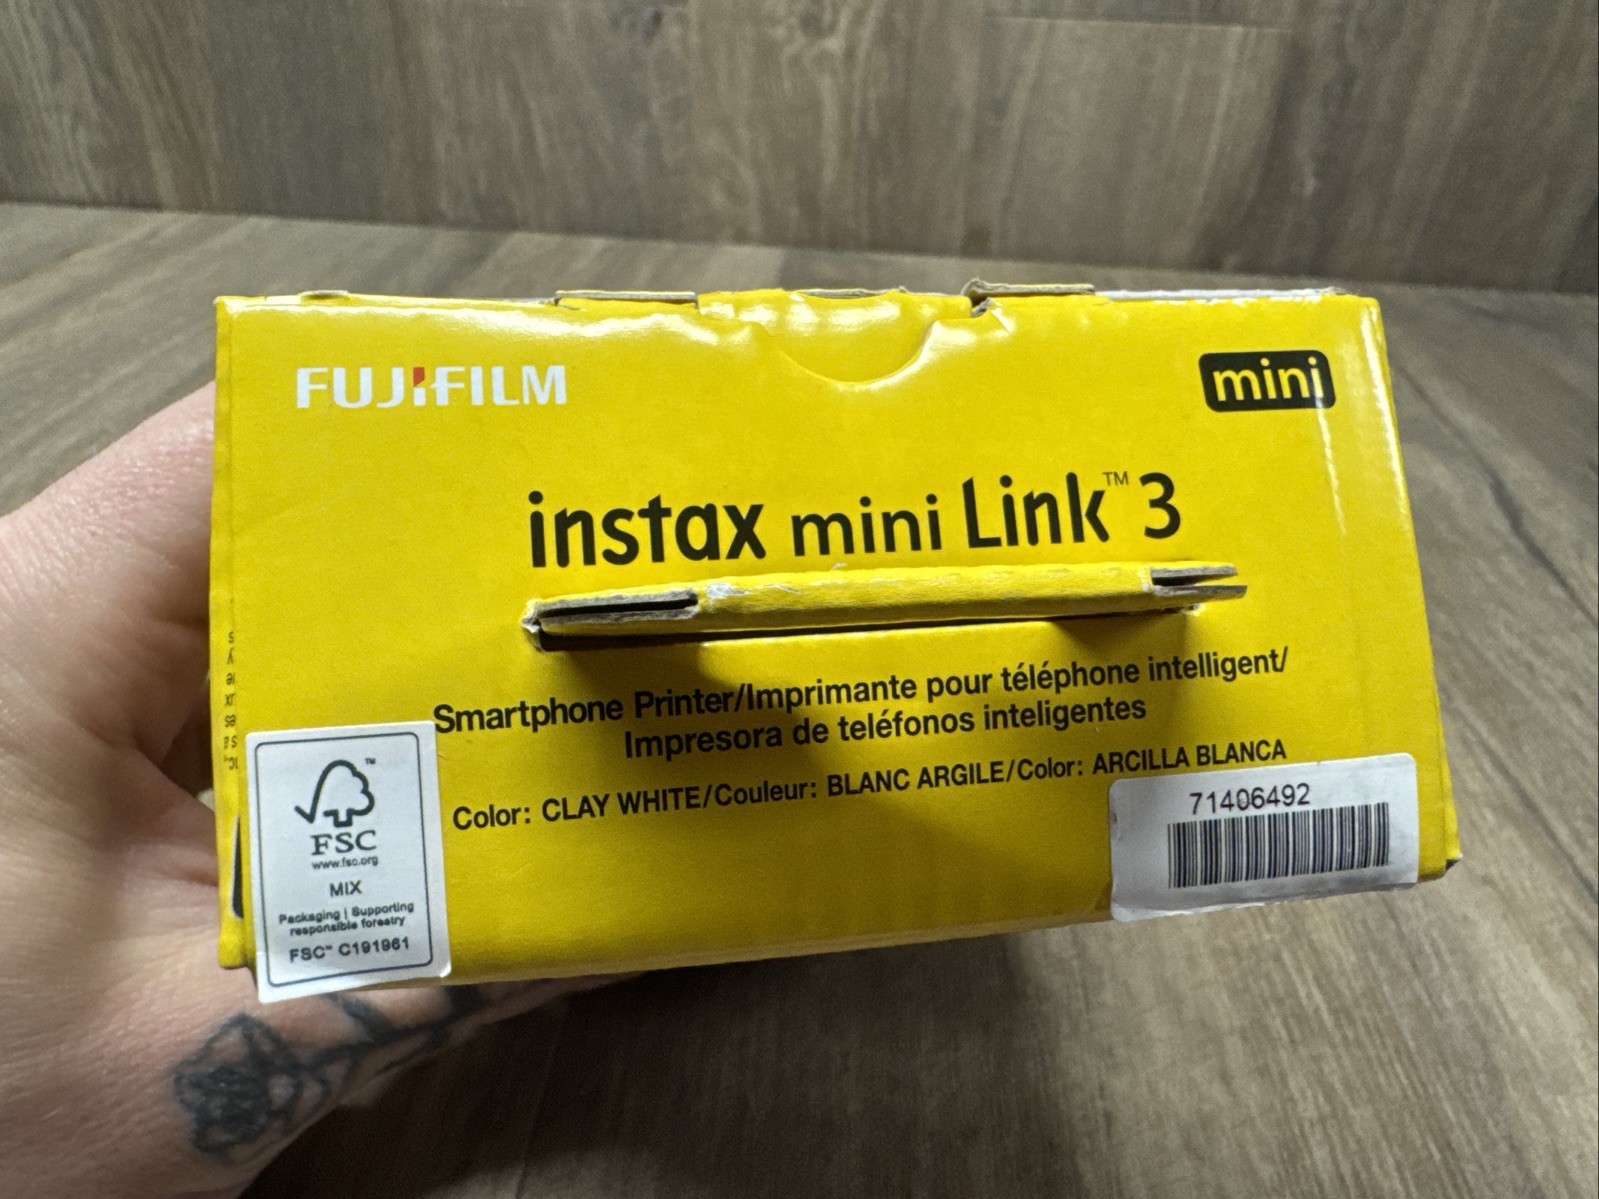 FUJIFILM
mini
instax mini Link™ 3
Smartphone Printer/Imprimante pour téléphone intelligent/
Impresora de teléfonos inteligentes
Color: CLAY WHITE/Couleur: BLANC ARGILE/Color: ARCILLA BLANCA
71406492
™
FSC
www.fsc.org
MIX
Packaging | Supporting
responsible forestry
FSC™ C191961